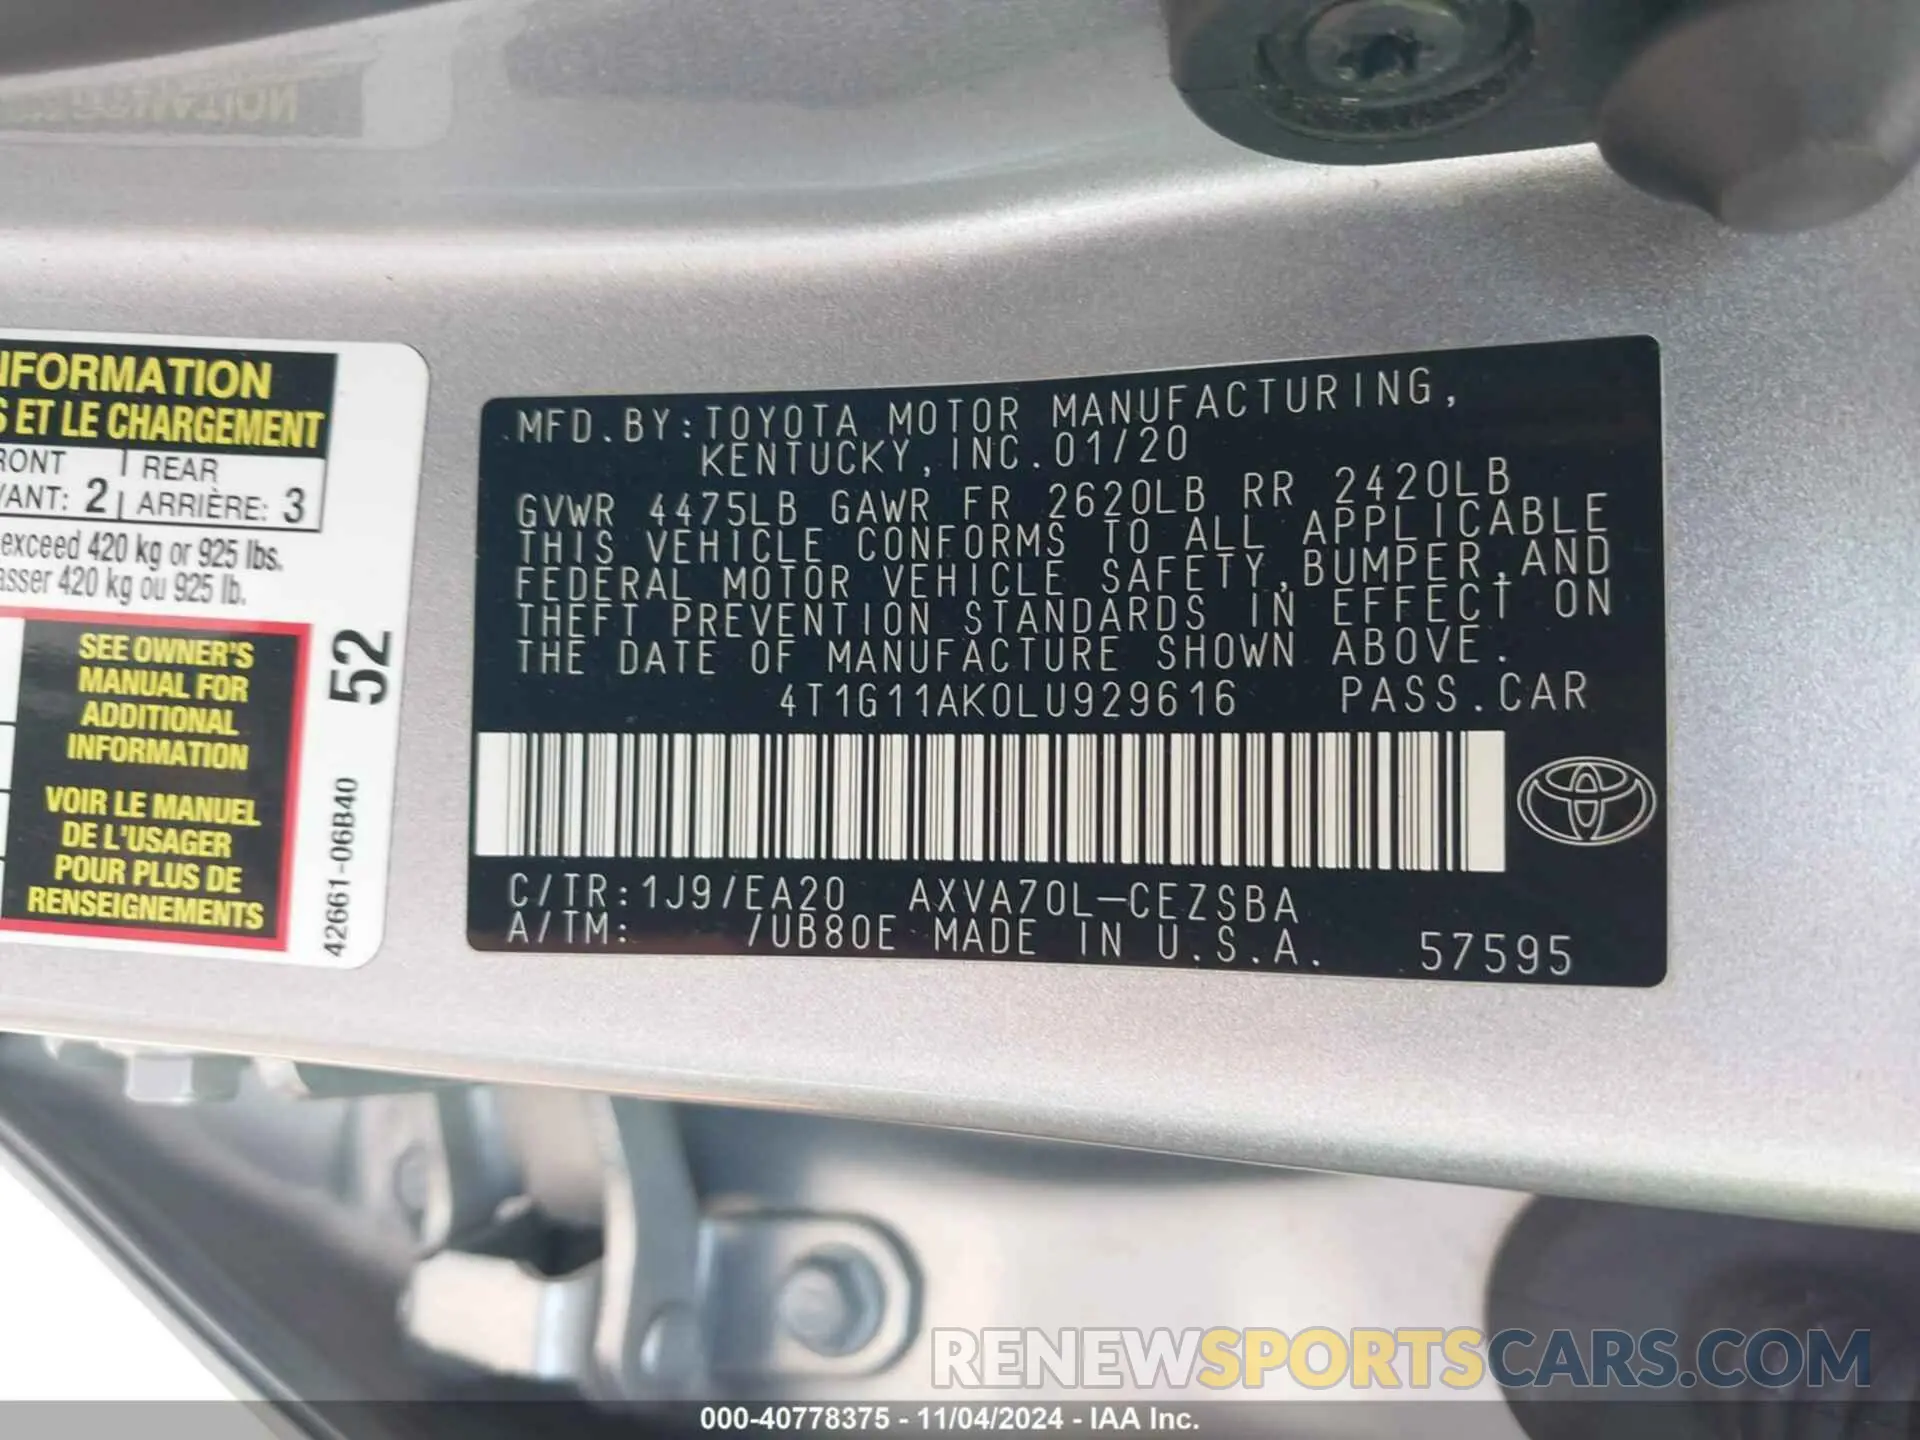 NFORMATION
S ET LE CHARGEMENT
RONT | REAR
VANT: 2 | ARRIÈRE: 3
exceed 420 kg or 925 lbs.
asser 420 kg ou 925 lb.
SEE OWNER'S
MANUAL FOR
ADDITIONAL
INFORMATION
VOIR LE MANUEL
DE L'USAGER
POUR PLUS DE
RENSEIGNEMENTS
52
42661-06B40
MFD.BY:TOYOTA MOTOR MANUFACTURING,
KENTUCKY,INC.01/20
GVWR 4475LB GAWR FR 2620LB RR 2420LB
THIS VEHICLE CONFORMS TO ALL APPLICABLE
FEDERAL MOTOR VEHICLE SAFETY,BUMPER,AND
THEFT PREVENTION STANDARDS IN EFFECT ON
THE DATE OF MANUFACTURE SHOWN ABOVE.
4T1G11AK0LU929616 PASS.CAR
C/TR:1J9/EA20 AXVA70L-CEZSBA
A/TM: /UB80E MADE IN U.S.A. 57595
RENEWSPORTSCARS.COM
000-40778375 - 11/04/2024 - IAA Inc.